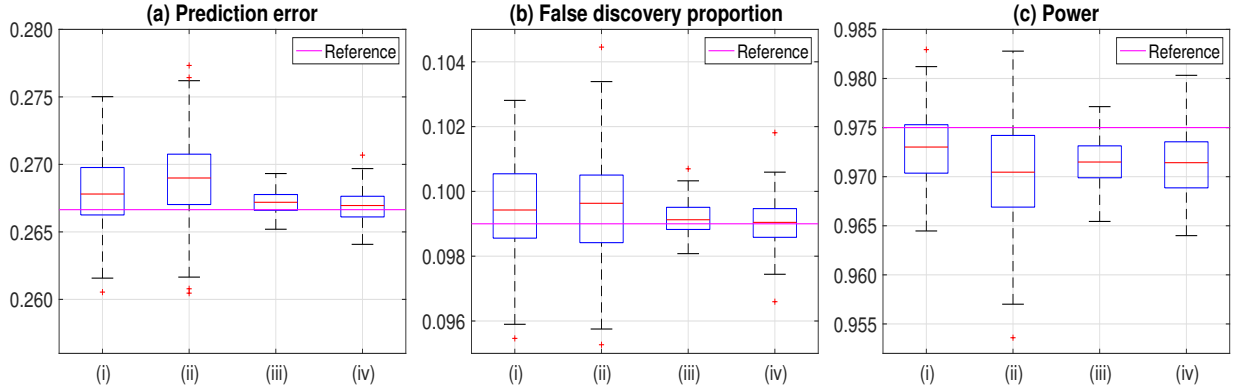 (a) Prediction error
0.280
0.275
0.270
0.265
0.260
Reference
(i) (ii) (iii) (iv)
(b) False discovery proportion
0.104
0.102
0.100
0.098
0.096
Reference
(i) (ii) (iii) (iv)
(c) Power
0.985
0.980
0.975
0.970
0.965
0.960
0.955
Reference
(i) (ii) (iii) (iv)